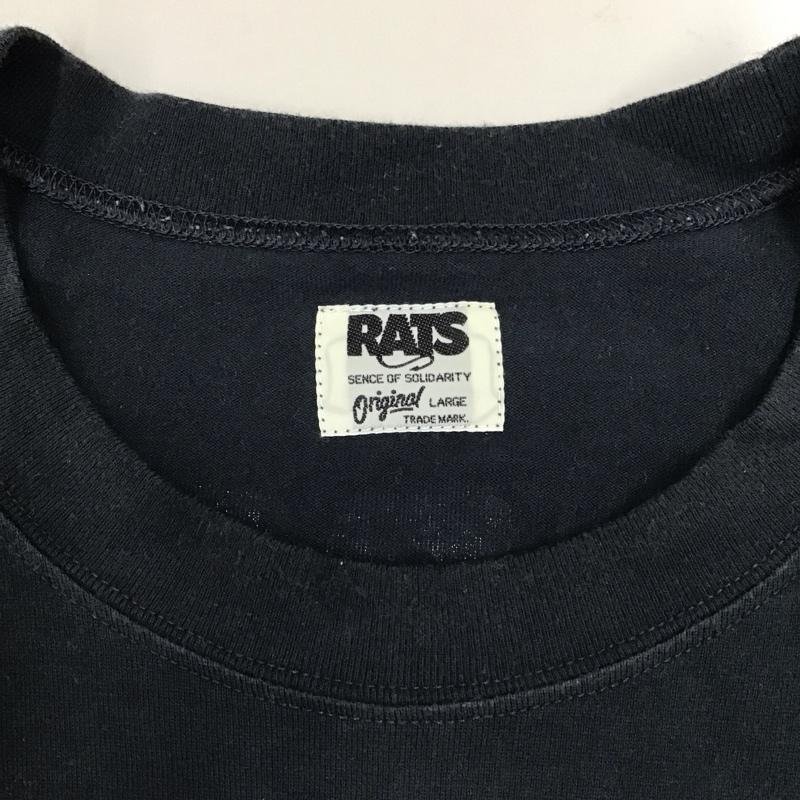 RATS
SENCE OF SOLIDARITY
Original LARGE
TRADE MARK.